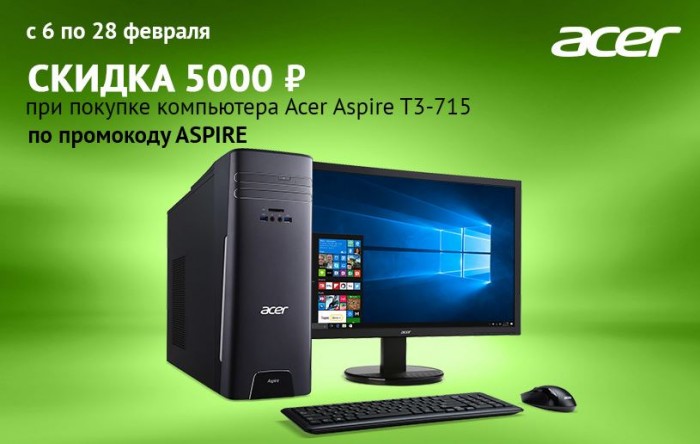 с 6 по 28 февраля
acer
СКИДКА 5000 ₽
при покупке компьютера Acer Aspire T3-715
по промокоду ASPIRE
acer
Aspire
acer